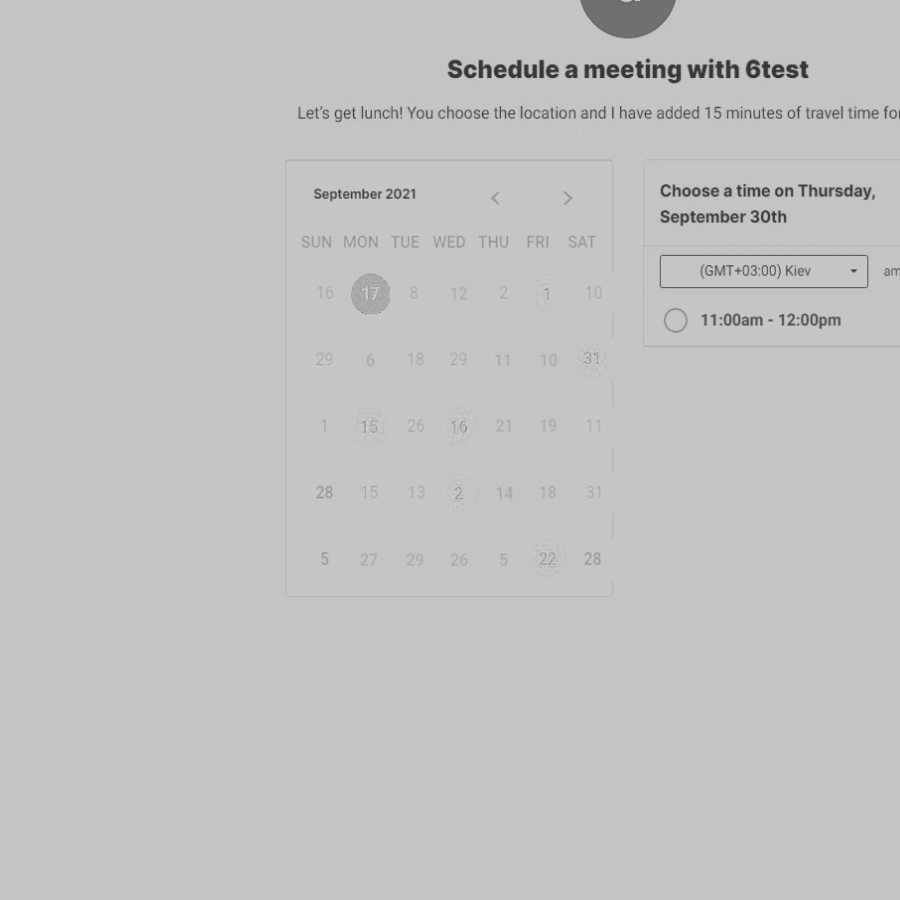 Schedule a meeting with 6test
Let's get lunch! You choose the location and I have added 15 minutes of travel time for
September 2021
SUN MON TUE WED THU FRI SAT
16 17 8 12 2 1 10
29 6 18 29 11 10 31
1 15 26 16 21 19 11
28 15 13 2 14 18 31
5 27 29 26 5 22 28
Choose a time on Thursday,
September 30th
(GMT+03:00) Kiev am
11:00am - 12:00pm